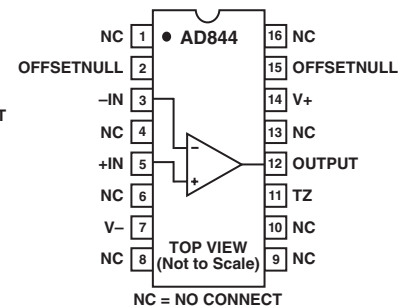 AD844
NC 1 16 NC
OFFSETNULL 2 15 OFFSETNULL
–IN 3 14 V+
T
NC 4 13 NC
+IN 5 12 OUTPUT
NC 6 11 TZ
V– 7 10 NC
NC 8 9 NC
TOP VIEW
(Not to Scale)
NC = NO CONNECT
–
+